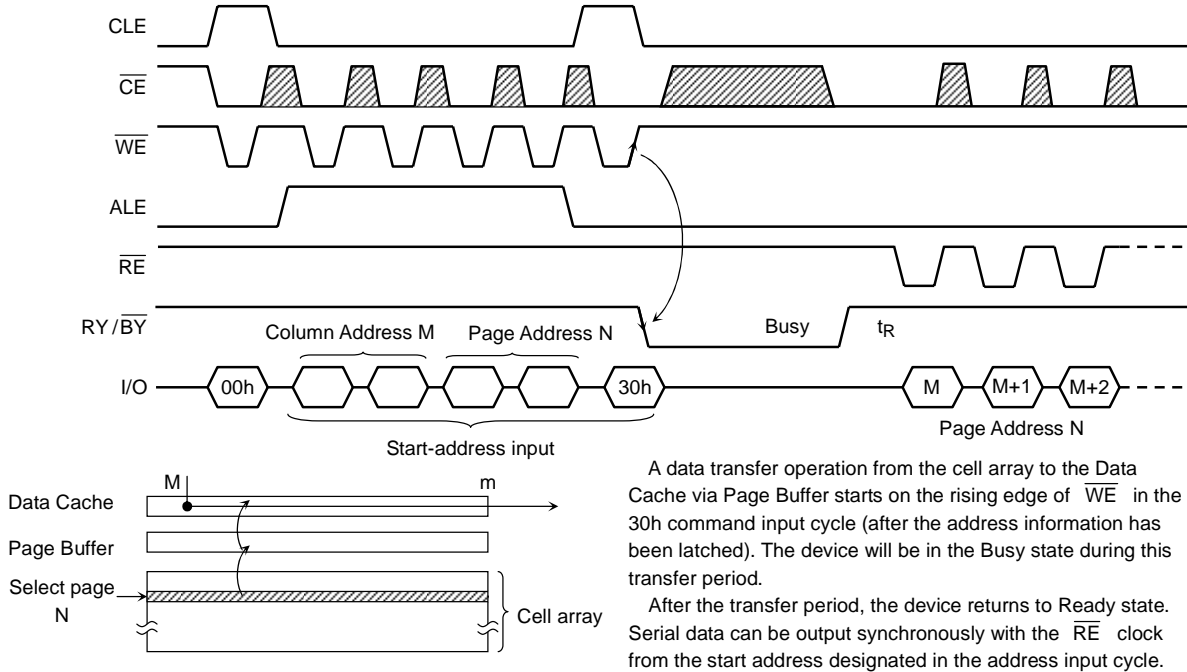 CLE
CE
WE
ALE
RE
RY/BY
Busy
tR
Column Address M
Page Address N
I/O
00h
30h
M
M+1
M+2
Start-address input
Page Address N
M
m
Data Cache
Page Buffer
Select page
N
Cell array
A data transfer operation from the cell array to the Data
Cache via Page Buffer starts on the rising edge of WE in the
30h command input cycle (after the address information has
been latched). The device will be in the Busy state during this
transfer period.
After the transfer period, the device returns to Ready state.
Serial data can be output synchronously with the RE clock
from the start address designated in the address input cycle.